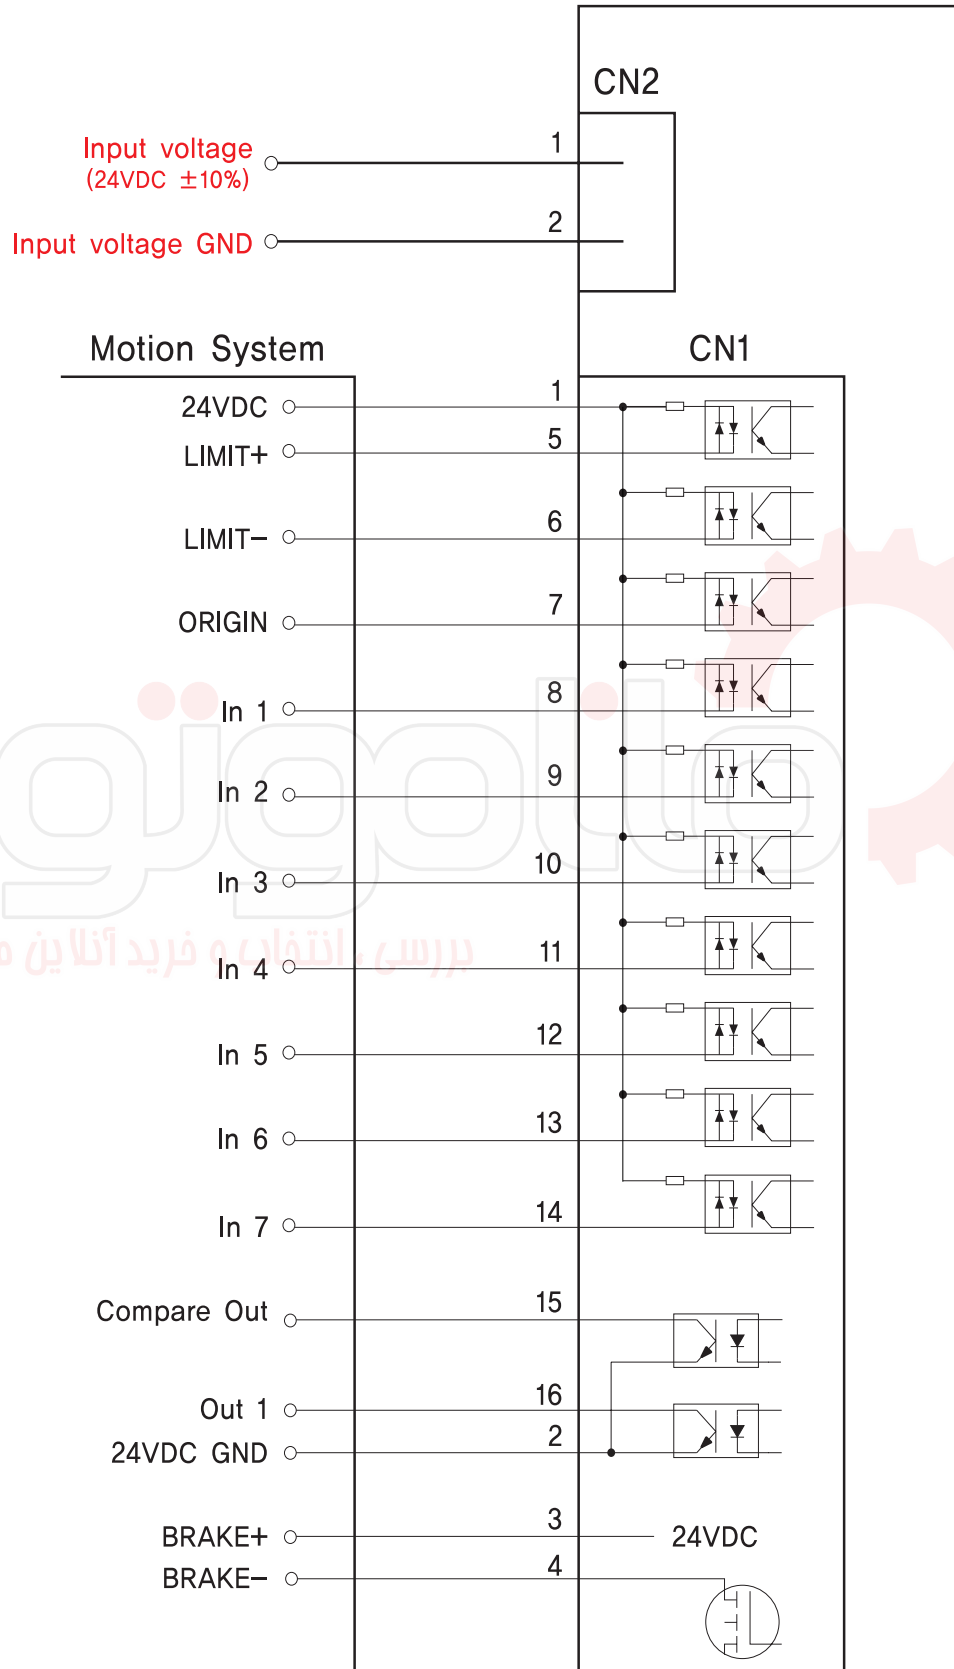 CN2
Input voltage 1
(24VDC ±10%)
Input voltage GND 2
Motion System CN1
24VDC 1
LIMIT+ 5
LIMIT− 6
ORIGIN 7
In 1 8
In 2 9
In 3 10
In 4 11
In 5 12
In 6 13
In 7 14
Compare Out 15
Out 1 16
24VDC GND 2
BRAKE+ 3 24VDC
BRAKE− 4
ماناموتو
بررسی ، انتخاب و خرید آنلاین